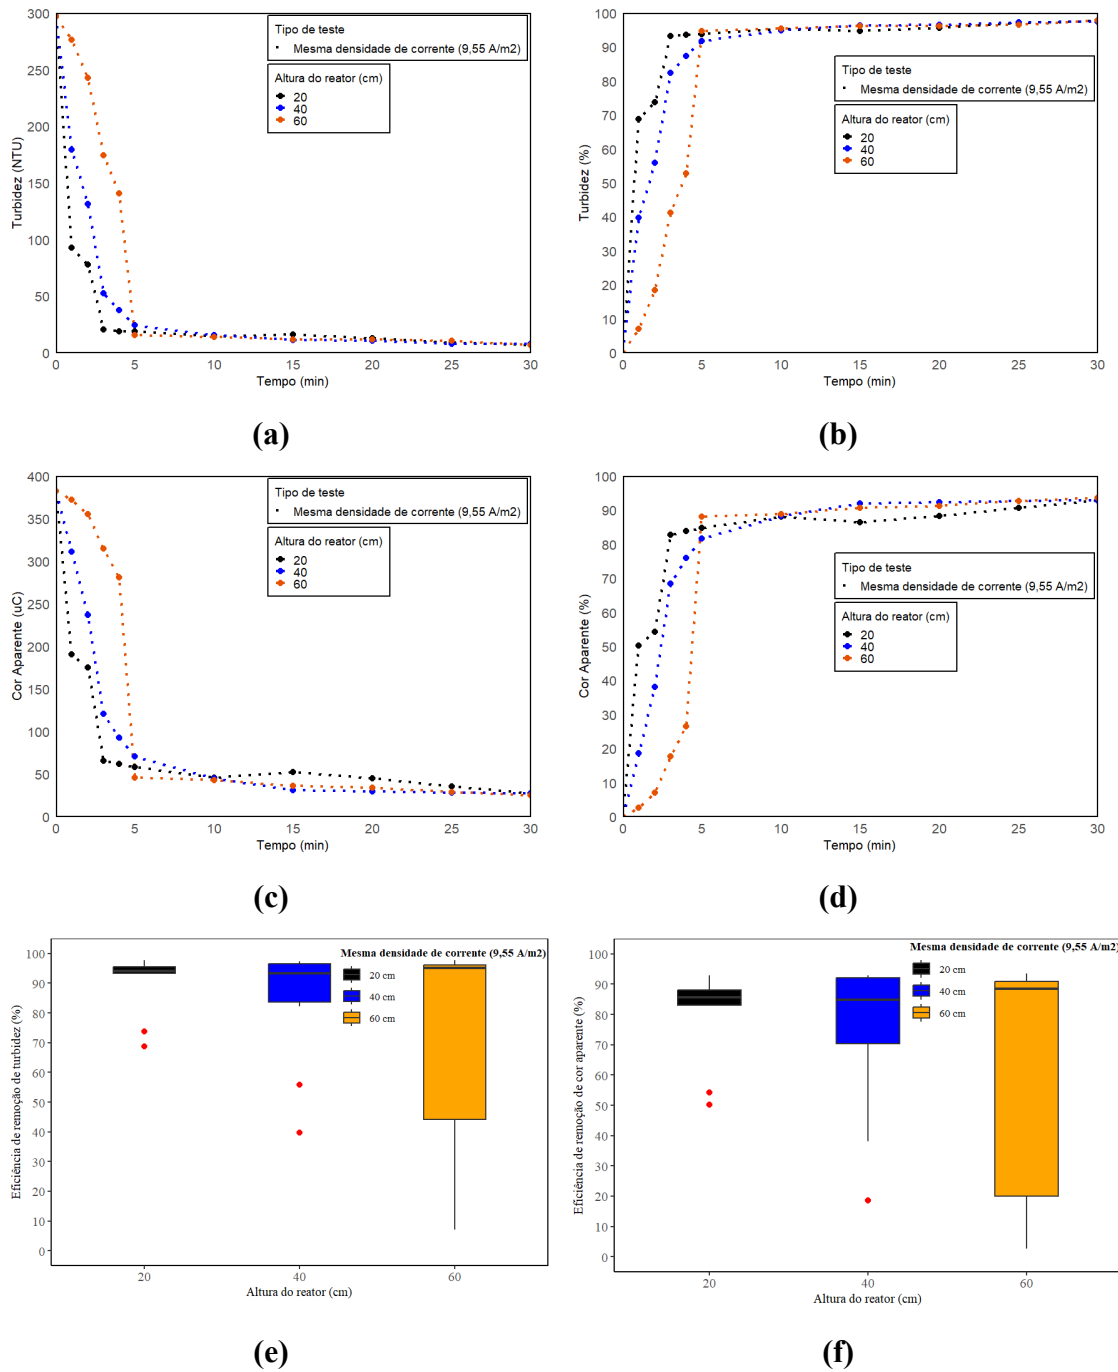 300
250
200
150
100
50
0
Turbidez (NTU)
0 5 10 15 20 25 30
Tempo (min)
Tipo de teste
Mesma densidade de corrente (9,55 A/m2)
Altura do reator (cm)
20
40
60
(a)
100
90
80
70
60
50
40
30
20
10
0
Turbidez (%)
0 5 10 15 20 25 30
Tempo (min)
Tipo de teste
Mesma densidade de corrente (9,55 A/m2)
Altura do reator (cm)
20
40
60
(b)
400
350
300
250
200
150
100
50
0
Cor Aparente (uC)
0 5 10 15 20 25 30
Tempo (min)
Tipo de teste
Mesma densidade de corrente (9,55 A/m2)
Altura do reator (cm)
20
40
60
(c)
100
90
80
70
60
50
40
30
20
10
0
Cor Aparente (%)
0 5 10 15 20 25 30
Tempo (min)
Tipo de teste
Mesma densidade de corrente (9,55 A/m2)
Altura do reator (cm)
20
40
60
(d)
Mesma densidade de corrente (9,55 A/m2)
20 cm
40 cm
60 cm
100
90
80
70
60
50
40
30
20
10
0
Eficiência de remoção de turbidez (%)
20 40 60
Altura do reator (cm)
(e)
Mesma densidade de corrente (9,55 A/m2)
20 cm
40 cm
60 cm
100
90
80
70
60
50
40
30
20
10
0
Eficiência de remoção de cor aparente (%)
20 40 60
Altura do reator (cm)
(f)